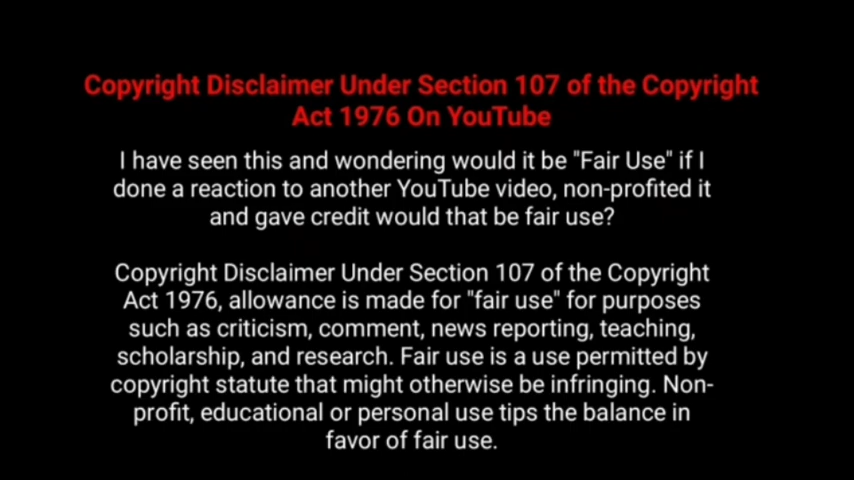 Copyright Disclaimer Under Section 107 of the Copyright
Act 1976 On YouTube
I have seen this and wondering would it be "Fair Use" if I
done a reaction to another YouTube video, non-profited it
and gave credit would that be fair use?
Copyright Disclaimer Under Section 107 of the Copyright
Act 1976, allowance is made for "fair use" for purposes
such as criticism, comment, news reporting, teaching,
scholarship, and research. Fair use is a use permitted by
copyright statute that might otherwise be infringing. Non-
profit, educational or personal use tips the balance in
favor of fair use.